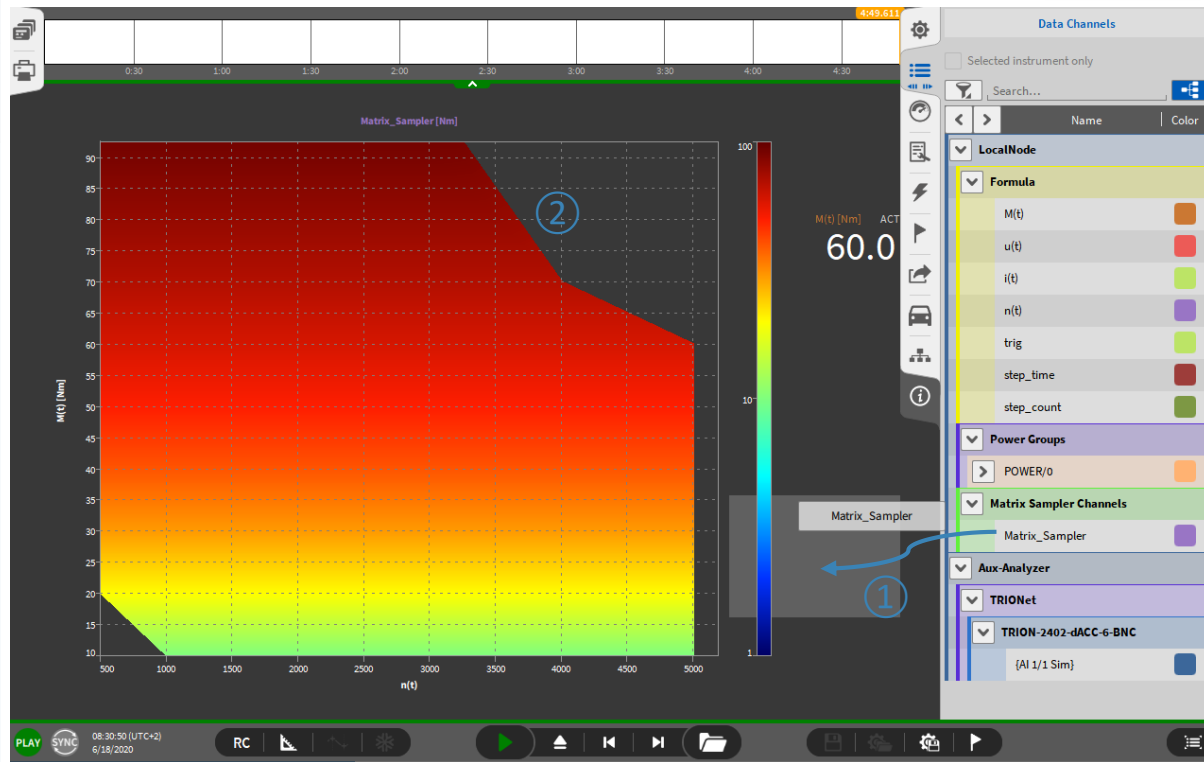 4:49.611
0:30 1:00 1:30 2:00 2:30 3:00 3:30 4:00 4:30
Data Channels
Selected instrument only
Search...
Name Color
LocalNode
Formula
M(t)
u(t)
i(t)
n(t)
trig
step_time
step_count
Power Groups
POWER/0
Matrix Sampler Channels
Matrix_Sampler
Aux-Analyzer
TRIONet
TRION-2402-dACC-6-BNC
{AI 1/1 Sim}
Matrix_Sampler [Nm]
M(t) [Nm]
90
85
80
75
70
65
60
55
50
45
40
35
30
25
20
15
10
500 1000 1500 2000 2500 3000 3500 4000 4500 5000
n(t)
100
10
1
2
M(t) [Nm] ACT
60.0
Matrix_Sampler
1
PLAY SYNC
08:30:50 (UTC+2)
6/18/2020
RC